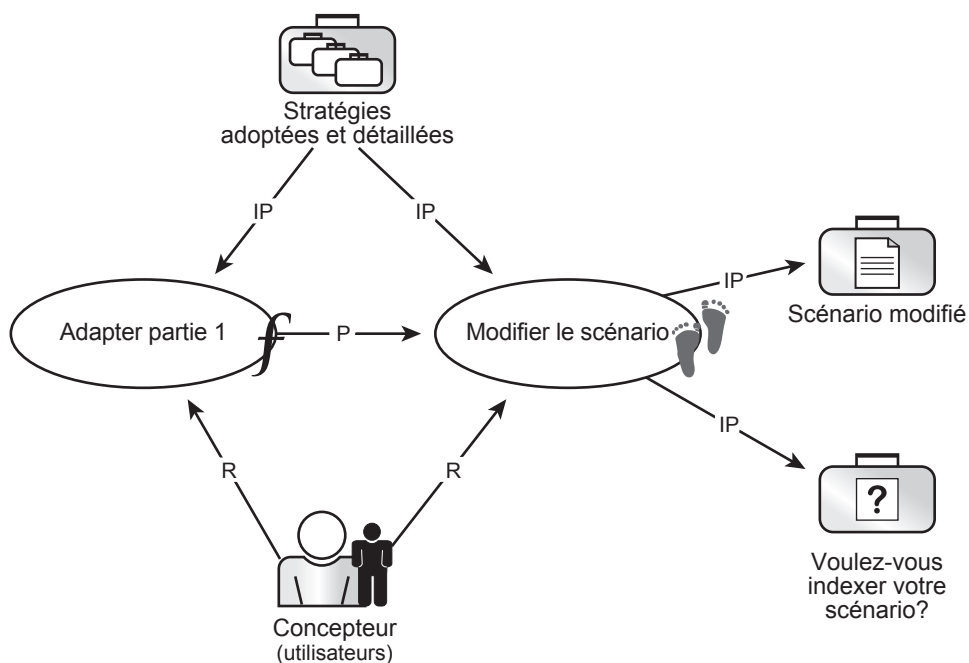 Stratégies
adoptées et détaillées
IP
IP
IP
Scénario modifié
Adapter partie 1
f
P
Modifier le scénario
IP
R
R
?
Voulez-vous
indexer votre
scénario?
Concepteur
(utilisateurs)